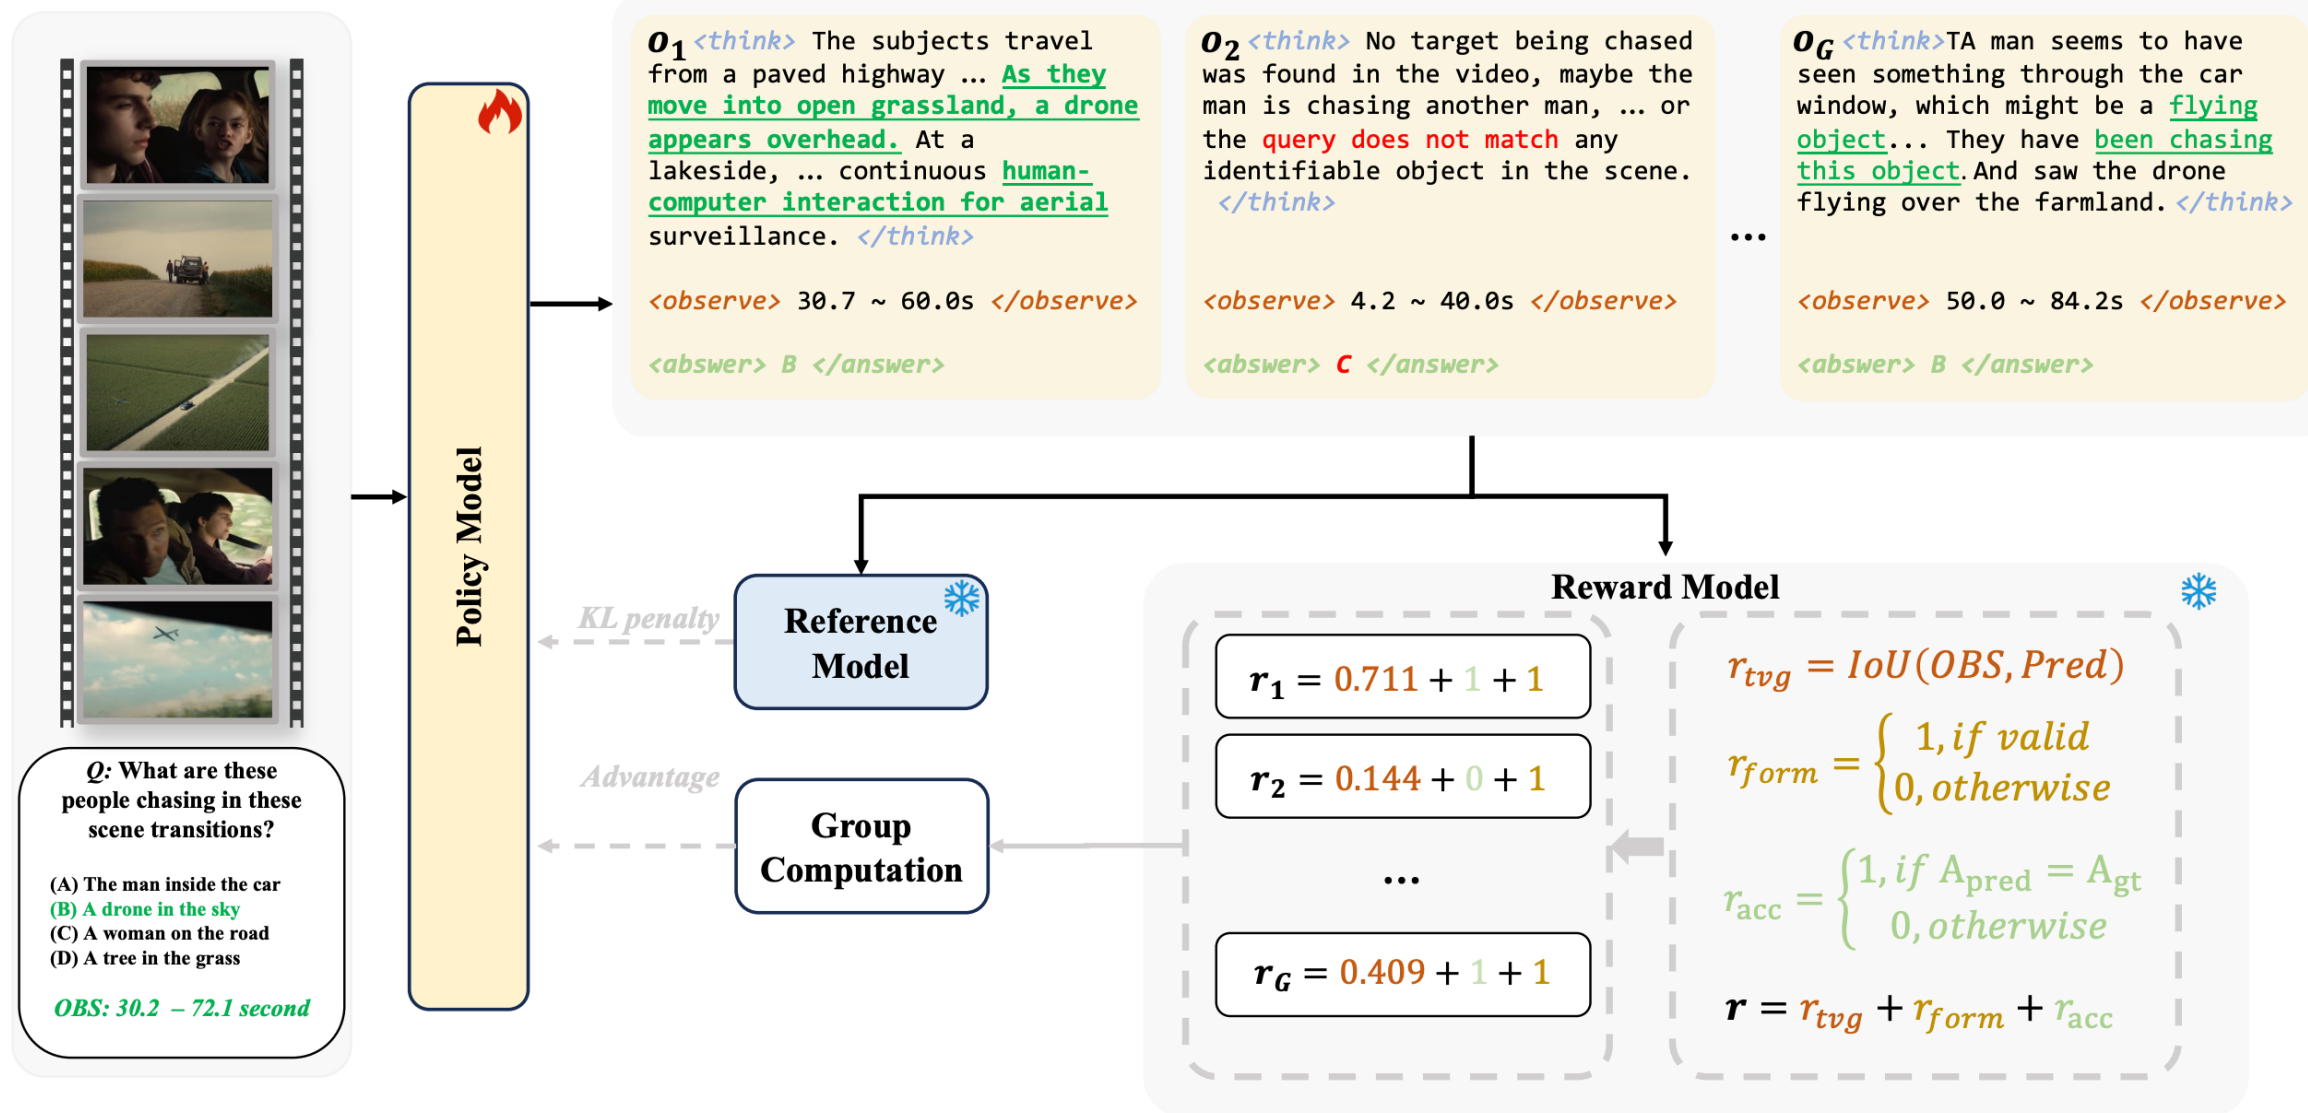 Q: What are these
people chasing in these
scene transitions?
(A) The man inside the car
(B) A drone in the sky
(C) A woman on the road
(D) A tree in the grass
OBS: 30.2 – 72.1 second
Policy Model
o1 <think> The subjects travel
from a paved highway … As they
move into open grassland, a drone
appears overhead. At a
lakeside, … continuous human-
computer interaction for aerial
surveillance. </think>
<observe> 30.7 ~ 60.0s </observe>
<abswer> B </answer>
o2 <think> No target being chased
was found in the video, maybe the
man is chasing another man, … or
the query does not match any
identifiable object in the scene.
</think>
<observe> 4.2 ~ 40.0s </observe>
<abswer> C </answer>
…
oG <think>TA man seems to have
seen something through the car
window, which might be a flying
object... They have been chasing
this object. And saw the drone
flying over the farmland. </think>
<observe> 50.0 ~ 84.2s </observe>
<abswer> B </answer>
KL penalty
Reference
Model
Advantage
Group
Computation
Reward Model
r1 = 0.711 + 1 + 1
r2 = 0.144 + 0 + 1
…
rG = 0.409 + 1 + 1
rtvg = IoU(OBS, Pred)
rform = { 1, if valid
0, otherwise
racc = { 1, if Apred = Agt
0, otherwise
r = rtvg + rform + racc